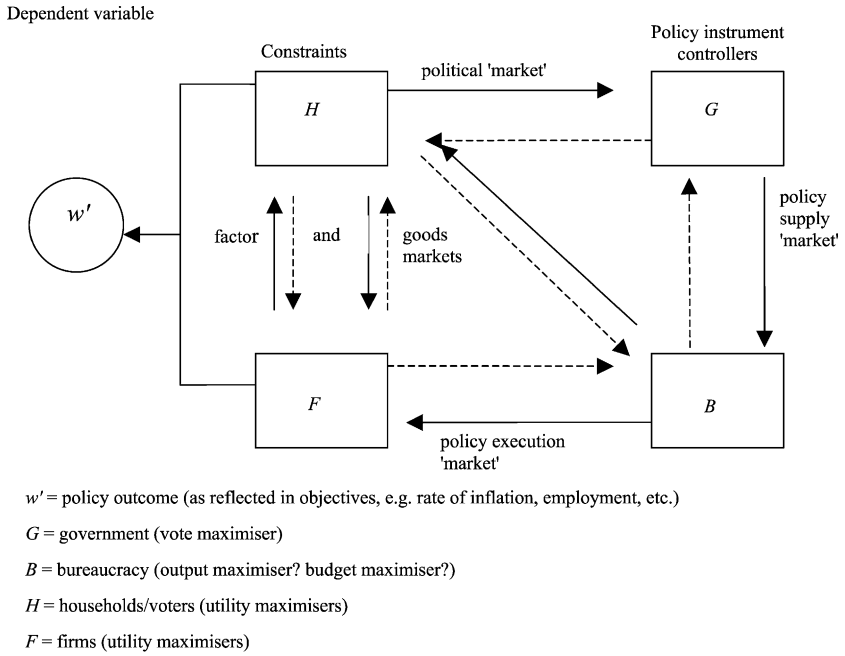 Dependent variable
Policy instrument
controllers
Constraints
political 'market'
H
G
w'
policy
supply
'market'
factor
and
goods
markets
F
B
policy execution
'market'
w' = policy outcome (as reflected in objectives, e.g. rate of inflation, employment, etc.)
G = government (vote maximiser)
B = bureaucracy (output maximiser? budget maximiser?)
H = households/voters (utility maximisers)
F = firms (utility maximisers)